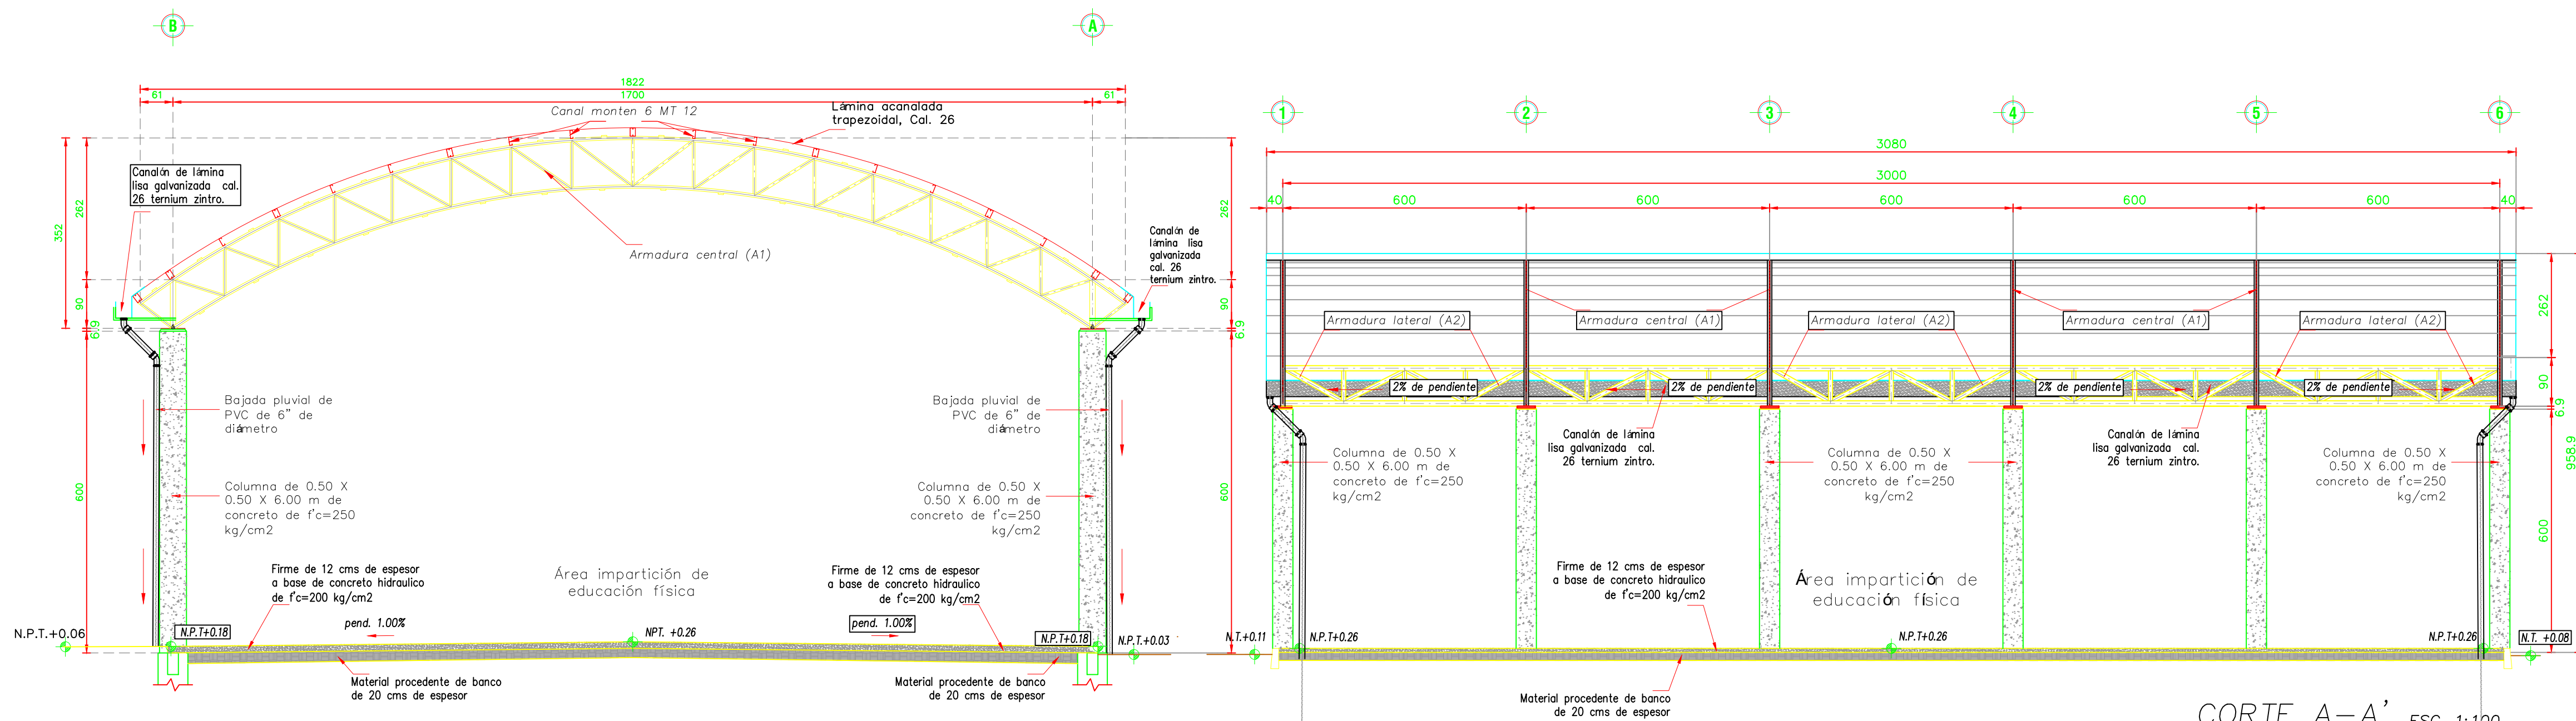 B
A
1822
61
1700
61
Canal monten 6 MT 12
Lámina acanalada
trapezoidal, Cal. 26
Canalón de lámina
lisa galvanizada cal.
26 ternium zintro.
352
262
90
6.9
600
262
90
6.9
600
Canalón de
lámina lisa
galvanizada
cal. 26
ternium zintro.
Armadura central (A1)
Bajada pluvial de
PVC de 6" de
diámetro
Bajada pluvial de
PVC de 6" de
diámetro
Columna de 0.50 X
0.50 X 6.00 m de
concreto de f'c=250
kg/cm2
Columna de 0.50 X
0.50 X 6.00 m de
concreto de f'c=250
kg/cm2
Firme de 12 cms de espesor
a base de concreto hidraulico
de f'c=200 kg/cm2
Área impartición de
educación física
Firme de 12 cms de espesor
a base de concreto hidraulico
de f'c=200 kg/cm2
N.P.T.+0.06
N.P.T+0.18
pend. 1.00%
NPT. +0.26
pend. 1.00%
N.P.T+0.18
N.P.T.+0.03
Material procedente de banco
de 20 cms de espesor
Material procedente de banco
de 20 cms de espesor
1
2
3
4
5
6
3080
3000
40
600
600
600
600
600
40
Armadura lateral (A2)
Armadura central (A1)
Armadura lateral (A2)
Armadura central (A1)
Armadura lateral (A2)
2% de pendiente
2% de pendiente
2% de pendiente
2% de pendiente
262
90
6.9
958.9
600
Columna de 0.50 X
0.50 X 6.00 m de
concreto de f'c=250
kg/cm2
Canalón de lámina
lisa galvanizada cal.
26 ternium zintro.
Columna de 0.50 X
0.50 X 6.00 m de
concreto de f'c=250
kg/cm2
Canalón de lámina
lisa galvanizada cal.
26 ternium zintro.
Columna de 0.50 X
0.50 X 6.00 m de
concreto de f'c=250
kg/cm2
Firme de 12 cms de espesor
a base de concreto hidraulico
de f'c=200 kg/cm2
Área impartición de
educación física
N.T.+0.11
N.P.T+0.26
N.P.T+0.26
N.P.T+0.26
N.T. +0.08
Material procedente de banco
de 20 cms de espesor
CORTE A-A' ESC 1:100